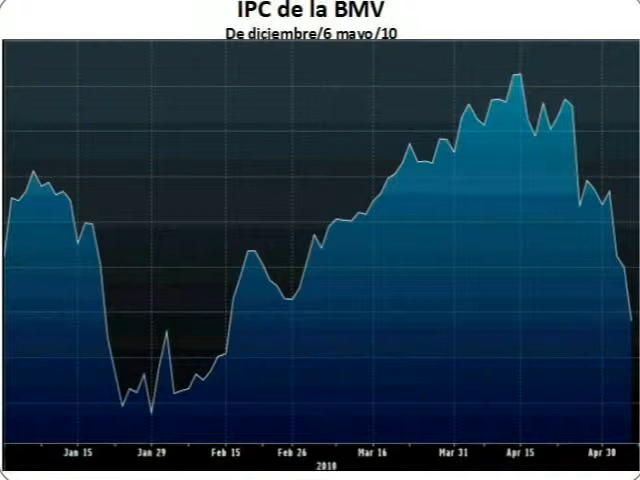 IPC de la BMV
De diciembre/6 mayo/10
Jan 15 Jan 29 Feb 15 Feb 26 Mar 16 Mar 31 Apr 15 Apr 30
2010